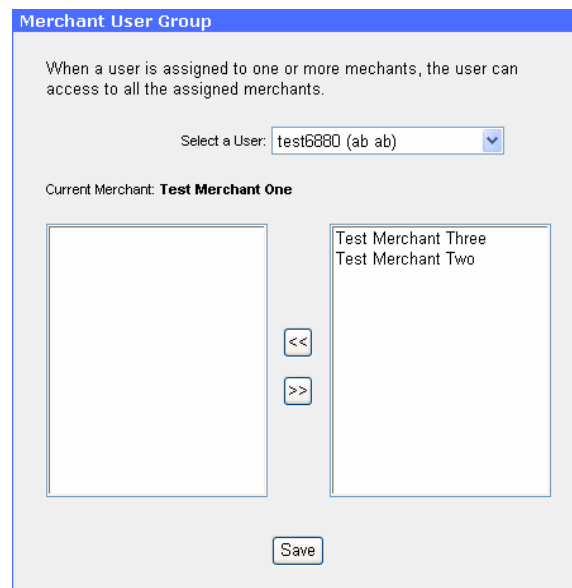 Merchant User Group
When a user is assigned to one or more mechants, the user can
access to all the assigned merchants.
Select a User: test6880 (ab ab)
Current Merchant: Test Merchant One
Test Merchant Three
Test Merchant Two
<<
>>
Save